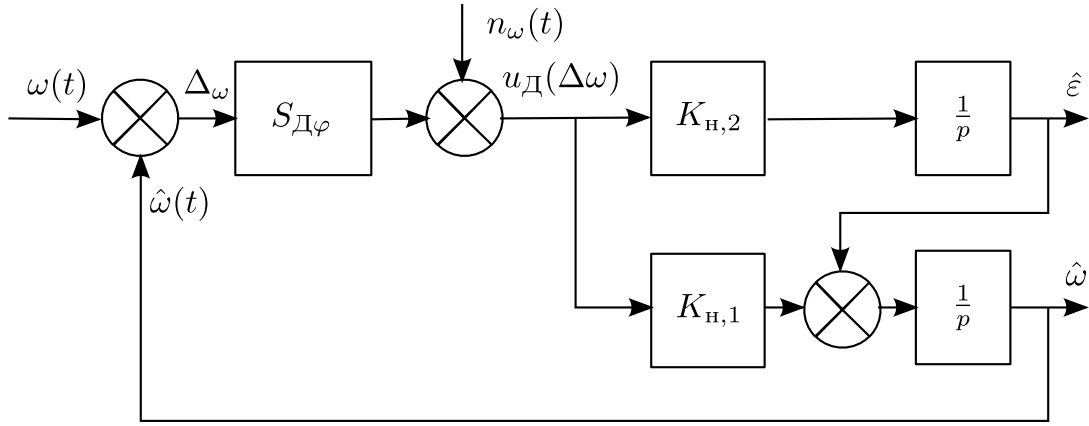 n_ω(t)
ω(t) Δ_ω S_Дφ u_Д(Δω) K_н,2 1/p ε̂
ω̂(t)
K_н,1 1/p ω̂